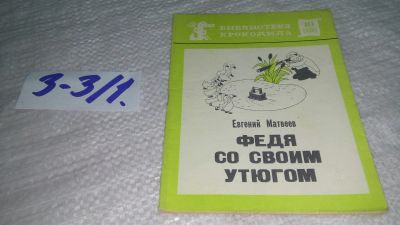 3-3/1.
БИБЛИОТЕКА
КРОКОДИЛА
Евгений Матвеев
ФЕДЯ
СО СВОИМ
УТЮГОМ